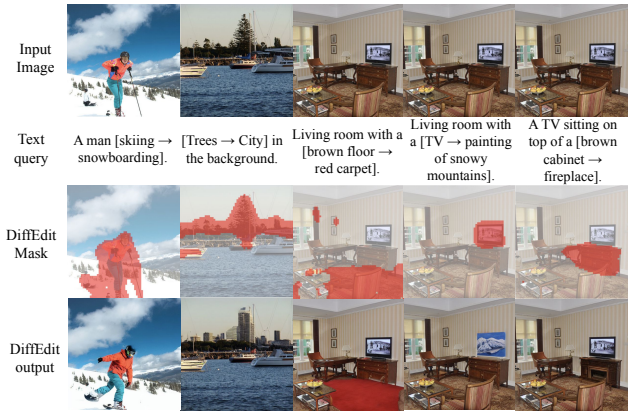 Input
Image
Text
query
A man [skiing →
snowboarding].
[Trees → City] in
the background.
Living room with a
[brown floor →
red carpet].
Living room with
a [TV → painting
of snowy
mountains].
A TV sitting on
top of a [brown
cabinet →
fireplace].
DiffEdit
Mask
DiffEdit
output